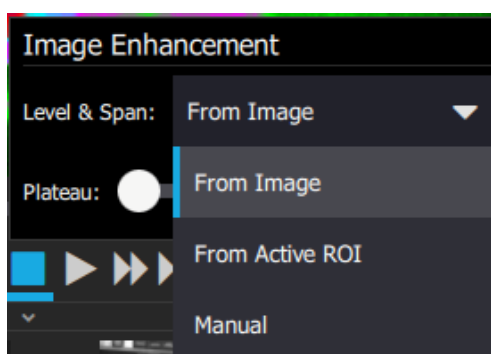 Image Enhancement
Level & Span: From Image
Plateau: From Image
From Active ROI
Manual